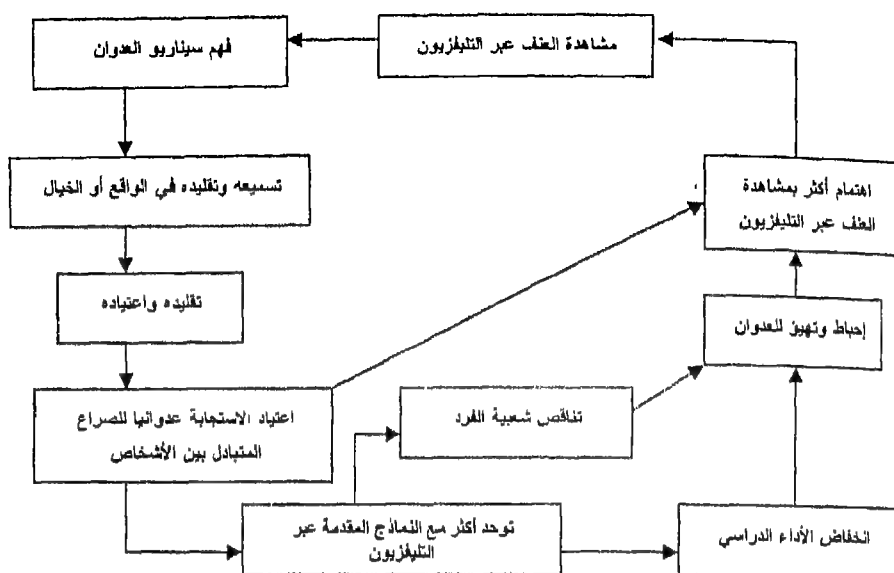 مشاهدة العنف عبر التليفزيون
فهم سيناريو العدوان
تسميعه وتقليده في الواقع أو الخيال
تقليده واعتياده
اعتياد الاستجابة عدوانيا للصراع
المتبادل بين الأشخاص
توحد أكثر مع النماذج المقدمة عبر
التليفزيون
تناقص شعبية الفرد
انخفاض الأداء الدراسي
إحباط وتهيؤ للعدوان
اهتمام أكثر بمشاهدة
العنف عبر التليفزيون